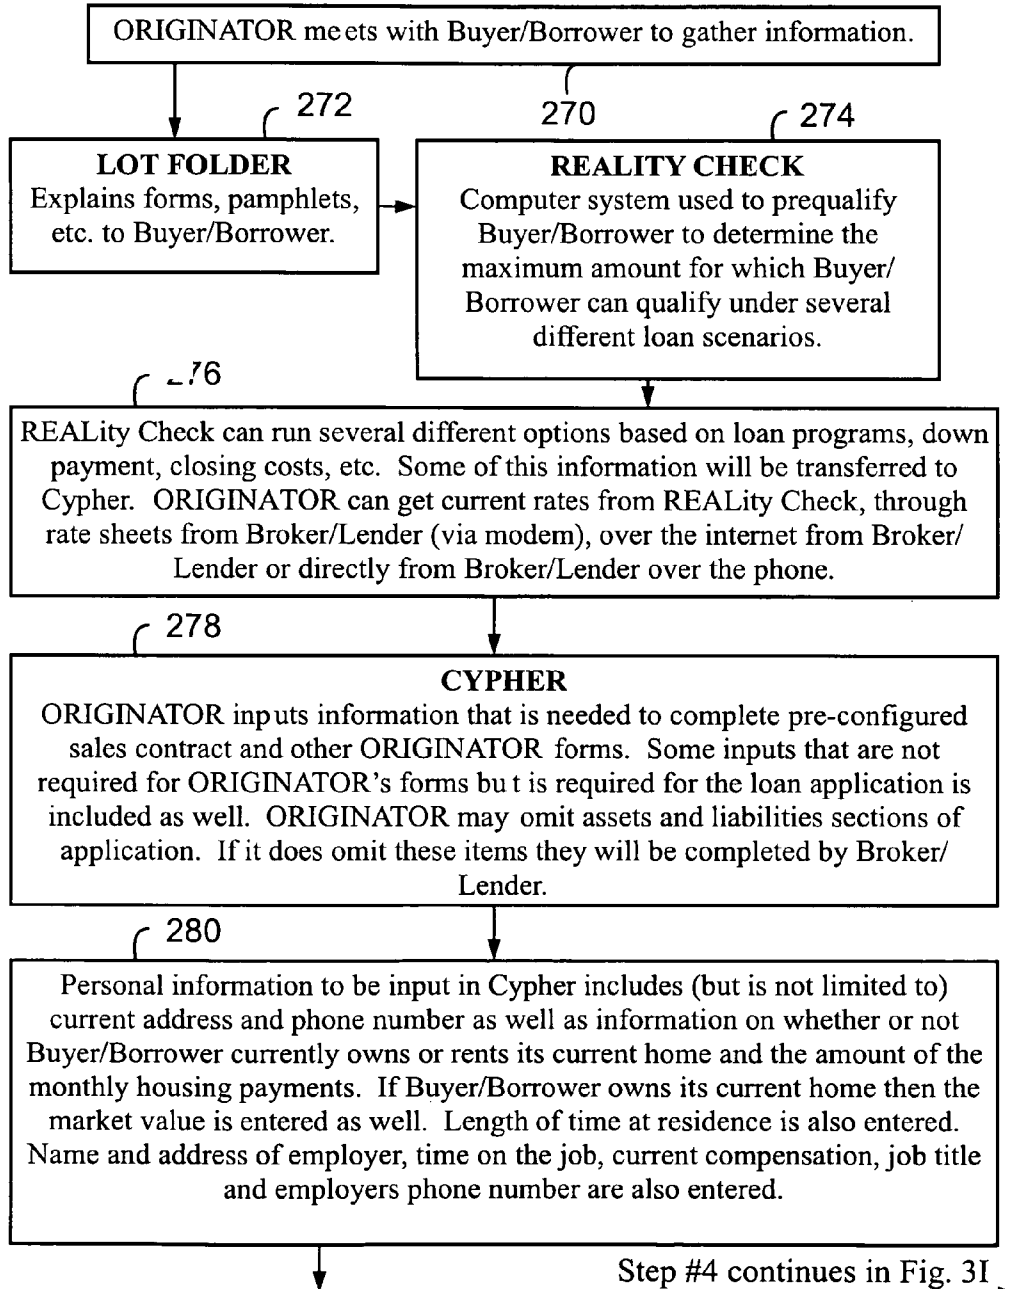 ORIGINATOR meets with Buyer/Borrower to gather information.
270
272
LOT FOLDER
Explains forms, pamphlets,
etc. to Buyer/Borrower.
274
REALITY CHECK
Computer system used to prequalify
Buyer/Borrower to determine the
maximum amount for which Buyer/
Borrower can qualify under several
different loan scenarios.
276
REALity Check can run several different options based on loan programs, down
payment, closing costs, etc. Some of this information will be transferred to
Cypher. ORIGINATOR can get current rates from REALity Check, through
rate sheets from Broker/Lender (via modem), over the internet from Broker/
Lender or directly from Broker/Lender over the phone.
278
CYPHER
ORIGINATOR inputs information that is needed to complete pre-configured
sales contract and other ORIGINATOR forms. Some inputs that are not
required for ORIGINATOR's forms but is required for the loan application is
included as well. ORIGINATOR may omit assets and liabilities sections of
application. If it does omit these items they will be completed by Broker/
Lender.
280
Personal information to be input in Cypher includes (but is not limited to)
current address and phone number as well as information on whether or not
Buyer/Borrower currently owns or rents its current home and the amount of the
monthly housing payments. If Buyer/Borrower owns its current home then the
market value is entered as well. Length of time at residence is also entered.
Name and address of employer, time on the job, current compensation, job title
and employers phone number are also entered.
Step #4 continues in Fig. 3I